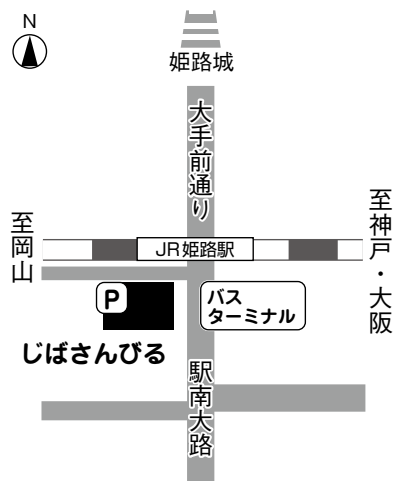 N
姫路城
大手前通り
至岡山
JR姫路駅
至神戸・大阪
P
バス
ターミナル
じばさんびる
駅南大路